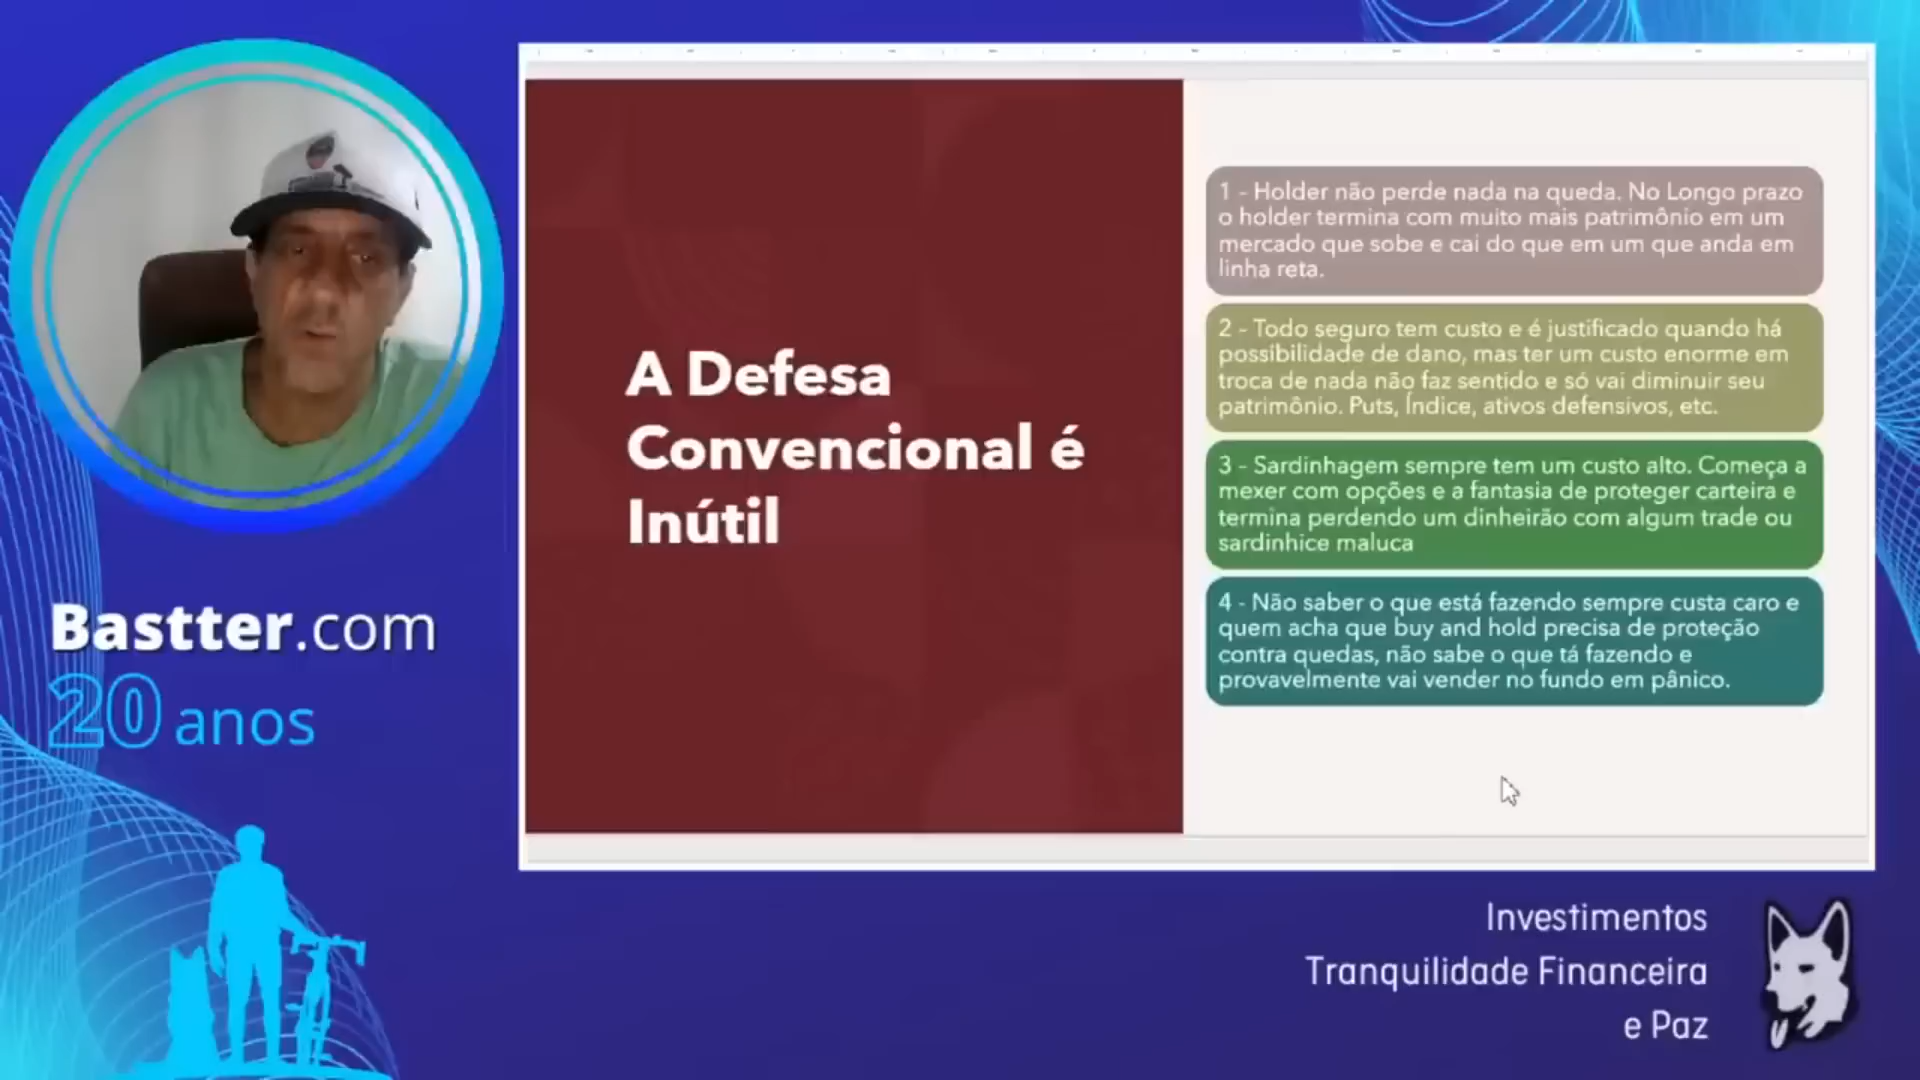 Bastter.com
20 anos
A Defesa
Convencional é
Inútil
1 - Holder não perde nada na queda. No Longo prazo
o holder termina com muito mais patrimônio em um
mercado que sobe e cai do que em um que anda em
linha reta.
2 - Todo seguro tem custo e é justificado quando há
possibilidade de dano, mas ter um custo enorme em
troca de nada não faz sentido e só vai diminuir seu
patrimônio. Puts, Índice, ativos defensivos, etc.
3 - Sardinhagem sempre tem um custo alto. Começa a
mexer com opções e a fantasia de proteger carteira e
termina perdendo um dinheirão com algum trade ou
sardinhice maluca
4 - Não saber o que está fazendo sempre custa caro e
quem acha que buy and hold precisa de proteção
contra quedas, não sabe o que tá fazendo e
provavelmente vai vender no fundo em pânico.
Investimentos
Tranquilidade Financeira
e Paz